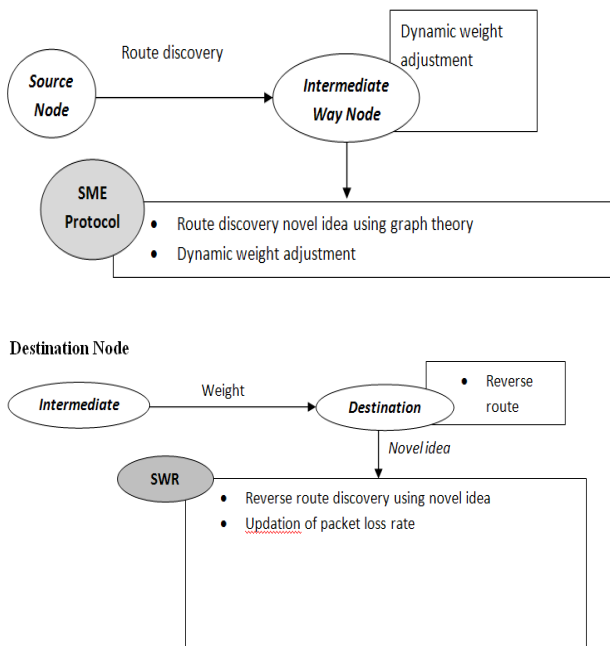 Route discovery
Dynamic weight
adjustment
Source
Node
Intermediate
Way Node
SME
Protocol
• Route discovery novel idea using graph theory
• Dynamic weight adjustment
Destination Node
Intermediate
Weight
Destination
• Reverse
route
Novel idea
SWR
• Reverse route discovery using novel idea
• Updation of packet loss rate